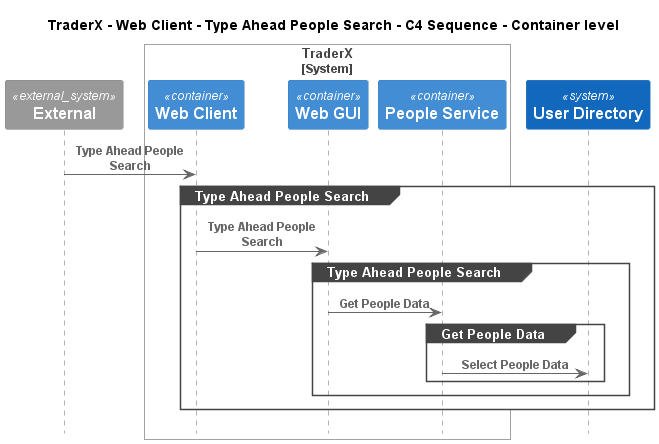 TraderX - Web Client - Type Ahead People Search - C4 Sequence - Container level
TraderX
[System]
«external_system»
External
«container»
Web Client
«container»
Web GUI
«container»
People Service
«system»
User Directory
Type Ahead People
Search
Type Ahead People Search
Type Ahead People
Search
Type Ahead People Search
Get People Data
Get People Data
Select People Data